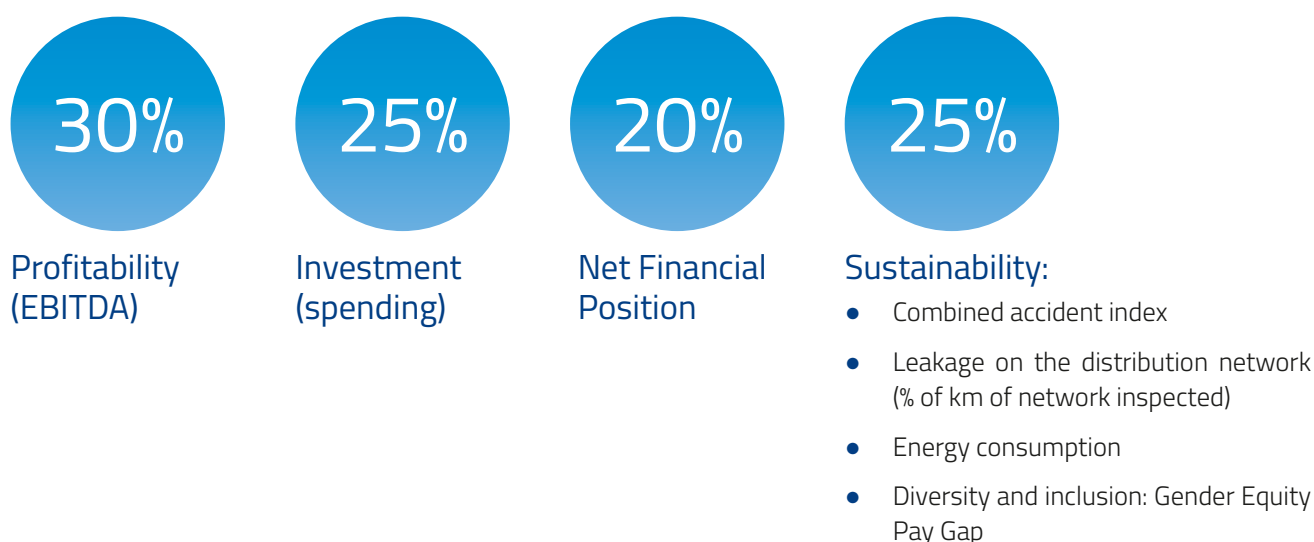 30%
25%
20%
25%
Profitability
(EBITDA)
Investment
(spending)
Net Financial
Position
Sustainability:
● Combined accident index
● Leakage on the distribution network
(% of km of network inspected)
● Energy consumption
● Diversity and inclusion: Gender Equity
Pay Gap